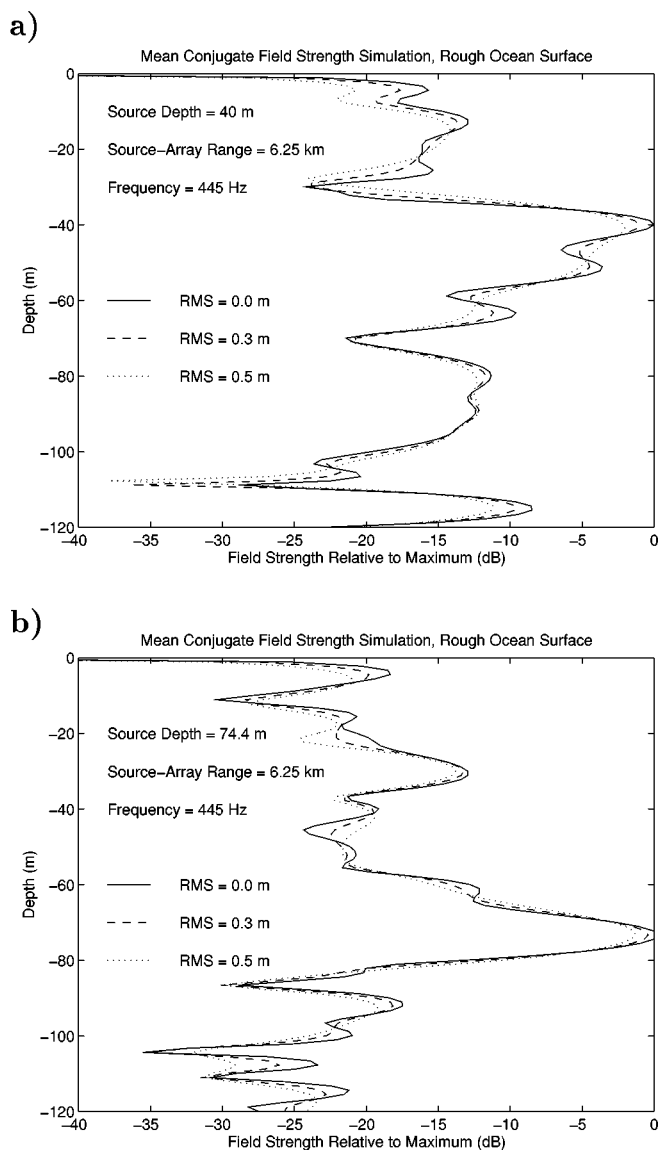 a)
Mean Conjugate Field Strength Simulation, Rough Ocean Surface
0
Source Depth = 40 m
−20
Source−Array Range = 6.25 km
Frequency = 445 Hz
−40
Depth (m)
RMS = 0.0 m
−60
RMS = 0.3 m
−80
RMS = 0.5 m
−100
−120
−40 −35 −30 −25 −20 −15 −10 −5 0
Field Strength Relative to Maximum (dB)
b)
Mean Conjugate Field Strength Simulation, Rough Ocean Surface
0
−20
Source Depth = 74.4 m
Source−Array Range = 6.25 km
−40
Frequency = 445 Hz
Depth (m)
−60
RMS = 0.0 m
RMS = 0.3 m
−80
RMS = 0.5 m
−100
−120
−40 −35 −30 −25 −20 −15 −10 −5 0
Field Strength Relative to Maximum (dB)